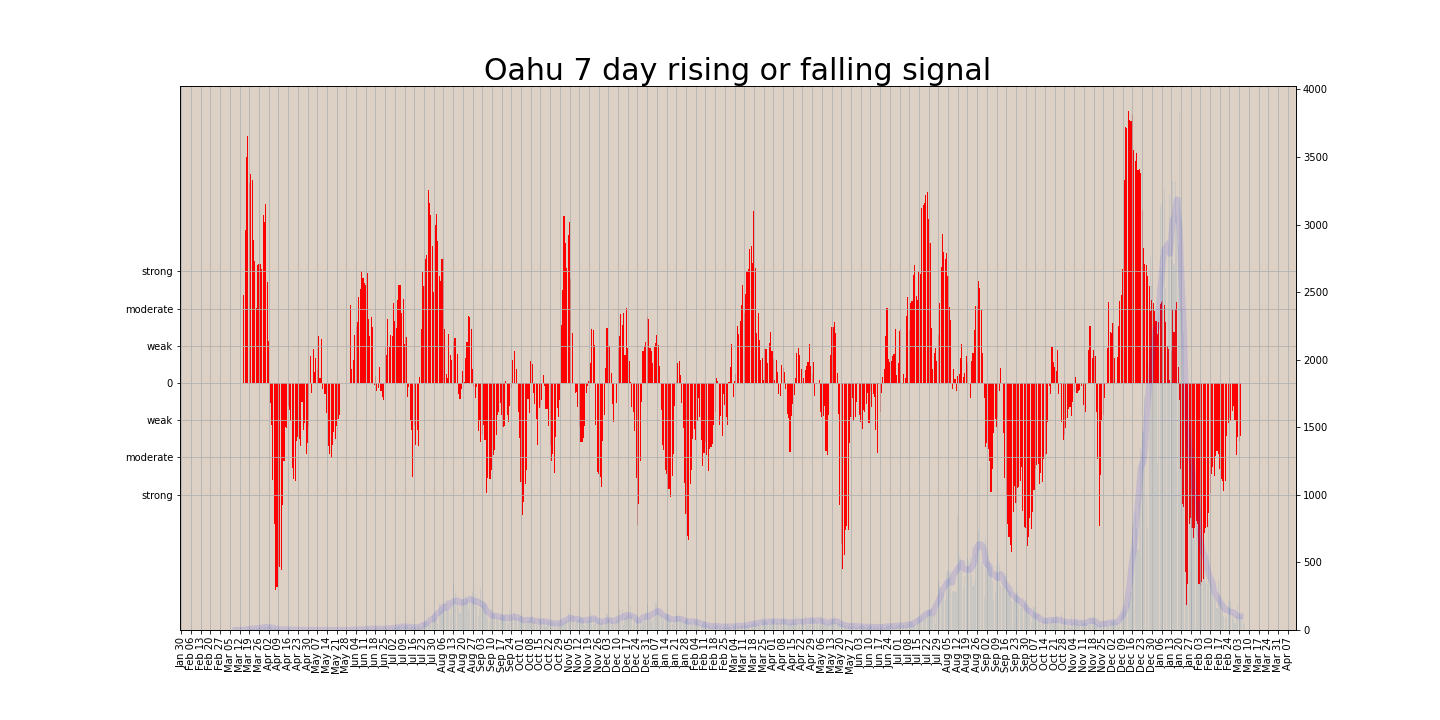 Oahu 7 day rising or falling signal
strong
moderate
weak
0
weak
moderate
strong
4000
3500
3000
2500
2000
1500
1000
500
0
Jan 30
Feb 06
Feb 13
Feb 20
Feb 27
Mar 05
Mar 12
Mar 19
Mar 26
Apr 02
Apr 09
Apr 16
Apr 23
Apr 30
May 07
May 14
May 21
May 28
Jun 04
Jun 11
Jun 18
Jun 25
Jul 02
Jul 09
Jul 16
Jul 23
Jul 30
Aug 06
Aug 13
Aug 20
Aug 27
Sep 03
Sep 10
Sep 17
Sep 24
Oct 01
Oct 08
Oct 15
Oct 22
Oct 29
Nov 05
Nov 12
Nov 19
Nov 26
Dec 03
Dec 10
Dec 17
Dec 24
Dec 31
Jan 07
Jan 14
Jan 21
Jan 28
Feb 04
Feb 11
Feb 18
Feb 25
Mar 04
Mar 11
Mar 18
Mar 25
Apr 01
Apr 08
Apr 15
Apr 22
Apr 29
May 06
May 13
May 20
May 27
Jun 03
Jun 10
Jun 17
Jun 24
Jul 01
Jul 08
Jul 15
Jul 22
Jul 29
Aug 05
Aug 12
Aug 19
Aug 26
Sep 02
Sep 09
Sep 16
Sep 23
Sep 30
Oct 07
Oct 14
Oct 21
Oct 28
Nov 04
Nov 11
Nov 18
Nov 25
Dec 02
Dec 09
Dec 16
Dec 23
Dec 30
Jan 06
Jan 13
Jan 20
Jan 27
Feb 03
Feb 10
Feb 17
Feb 24
Mar 03
Mar 10
Mar 17
Mar 24
Mar 31
Apr 07